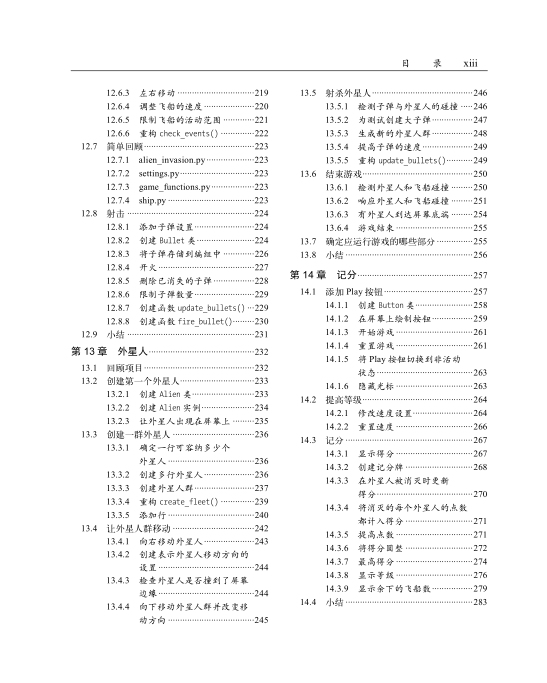 目 录 xiii
12.6.3 左右移动 219
12.6.4 调整飞船的速度 220
12.6.5 限制飞船的活动范围 221
12.6.6 重构 check_events() 222
12.7 简单回顾 223
12.7.1 alien_invasion.py 223
12.7.2 settings.py 223
12.7.3 game_functions.py 223
12.7.4 ship.py 223
12.8 射击 224
12.8.1 添加子弹设置 224
12.8.2 创建 Bullet 类 224
12.8.3 将子弹存储到编组中 226
12.8.4 开火 227
12.8.5 删除已消失的子弹 228
12.8.6 限制子弹数量 229
12.8.7 创建函数 update_bullets() 229
12.8.8 创建函数 fire_bullet() 230
12.9 小结 231
第 13 章 外星人 232
13.1 回顾项目 232
13.2 创建第一个外星人 233
13.2.1 创建 Alien 类 233
13.2.2 创建 Alien 实例 234
13.2.3 让外星人出现在屏幕上 235
13.3 创建一群外星人 236
13.3.1 确定一行可容纳多少个
外星人 236
13.3.2 创建多行外星人 236
13.3.3 创建外星人群 237
13.3.4 重构 create_fleet() 239
13.3.5 添加行 240
13.4 让外星人群移动 242
13.4.1 向右移动外星人 243
13.4.2 创建表示外星人移动方向的
设置 244
13.4.3 检查外星人是否撞到了屏幕
边缘 244
13.4.4 向下移动外星人群并改变移
动方向 245
13.5 射杀外星人 246
13.5.1 检测子弹与外星人的碰撞 246
13.5.2 为测试创建大子弹 247
13.5.3 生成新的外星人群 248
13.5.4 提高子弹的速度 249
13.5.5 重构 update_bullets() 249
13.6 结束游戏 250
13.6.1 检测外星人和飞船碰撞 250
13.6.2 响应外星人和飞船碰撞 251
13.6.3 有外星人到达屏幕底端 254
13.6.4 游戏结束 255
13.7 确定应运行游戏的哪些部分 255
13.8 小结 256
第 14 章 记分 257
14.1 添加 Play 按钮 257
14.1.1 创建 Button 类 258
14.1.2 在屏幕上绘制按钮 259
14.1.3 开始游戏 261
14.1.4 重置游戏 261
14.1.5 将 Play 按钮切换到非活动
状态 263
14.1.6 隐藏光标 263
14.2 提高等级 264
14.2.1 修改速度设置 264
14.2.2 重置速度 266
14.3 记分 267
14.3.1 显示得分 267
14.3.2 创建记分牌 268
14.3.3 在外星人被消灭时更新
得分 270
14.3.4 将消灭的每个外星人的点数
都计入得分 271
14.3.5 提高点数 271
14.3.6 将得分圆整 272
14.3.7 最高得分 274
14.3.8 显示等级 276
14.3.9 显示余下的飞船数 279
14.4 小结 283